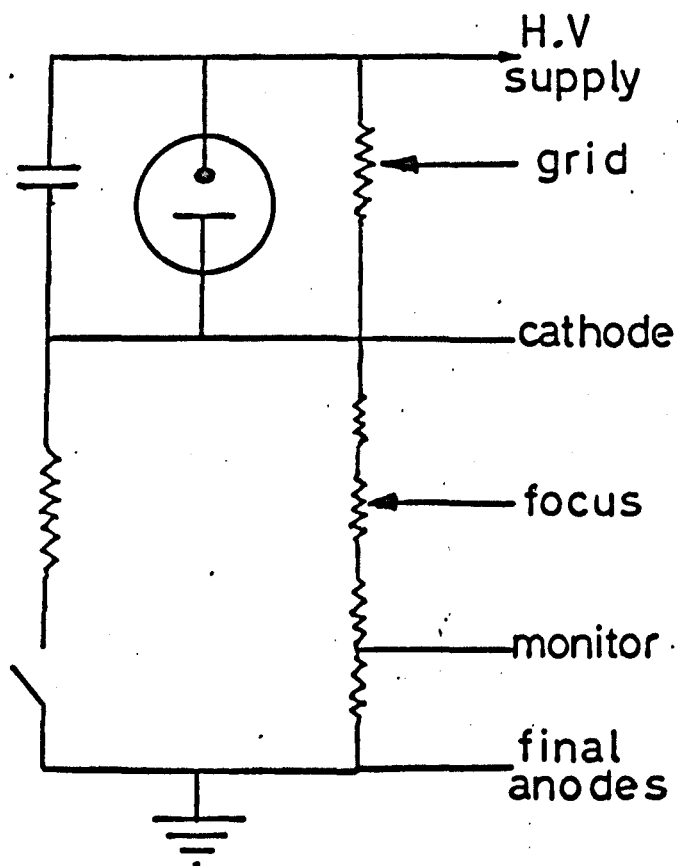 H.V
supply
grid
cathode
focus
monitor
final
anodes